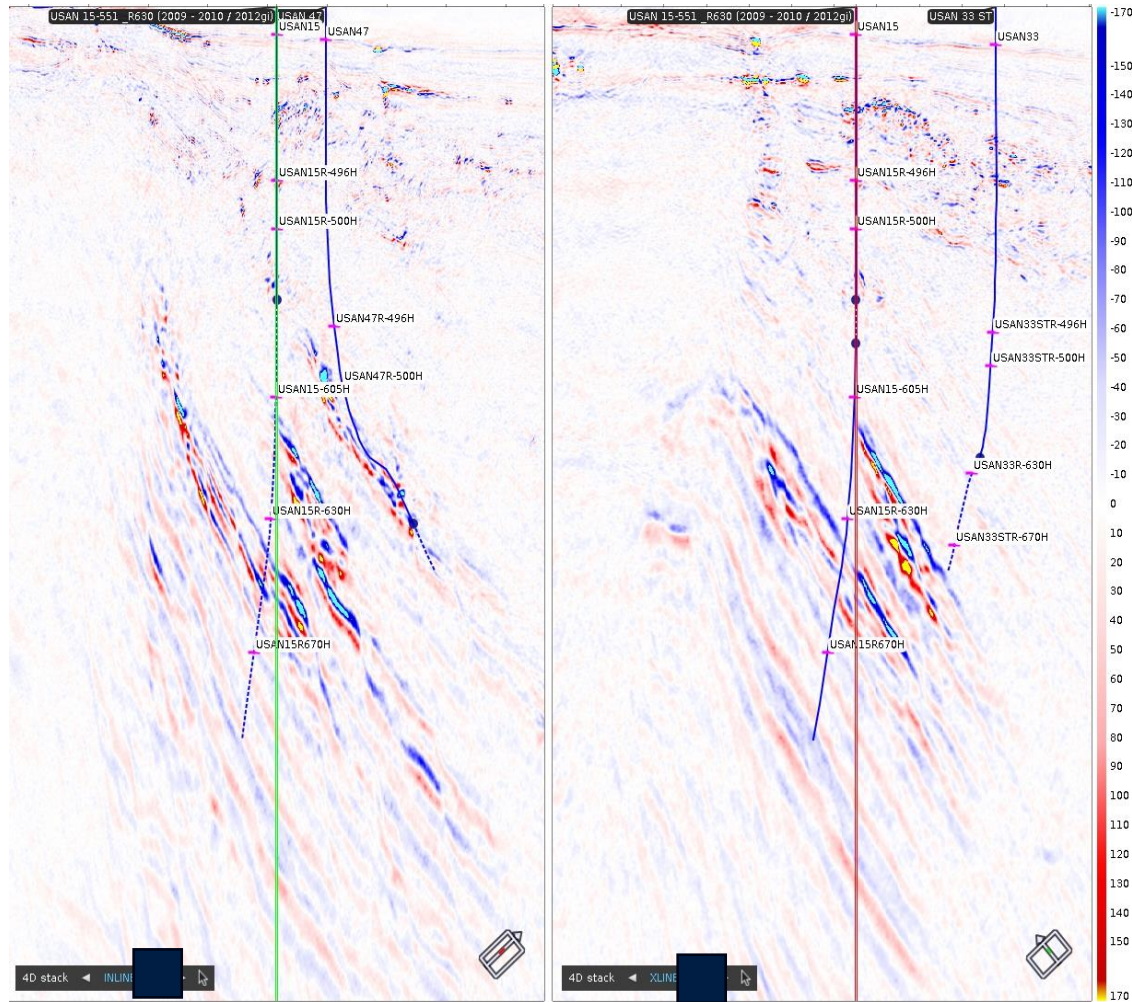 USAN 15-551 _R630 (2009 - 2010 / 2012gi)
USAN 47
USAN15
USAN47
USAN15R-496H
USAN15R-500H
USAN47R-496H
USAN47R-500H
USAN15-605H
USAN15R-630H
USAN15R670H
4D stack
INLINE
USAN 15-551 _R630 (2009 - 2010 / 2012gi)
USAN 33 ST
USAN15
USAN33
USAN15R-496H
USAN15R-500H
USAN33STR-496H
USAN33STR-500H
USAN15-605H
USAN33R-630H
USAN15R-630H
USAN33STR-670H
USAN15R670H
4D stack
XLINE
-170
-150
-140
-130
-120
-110
-100
-90
-80
-70
-60
-50
-40
-30
-20
-10
0
10
20
30
40
50
60
70
80
90
100
110
120
130
140
150
170